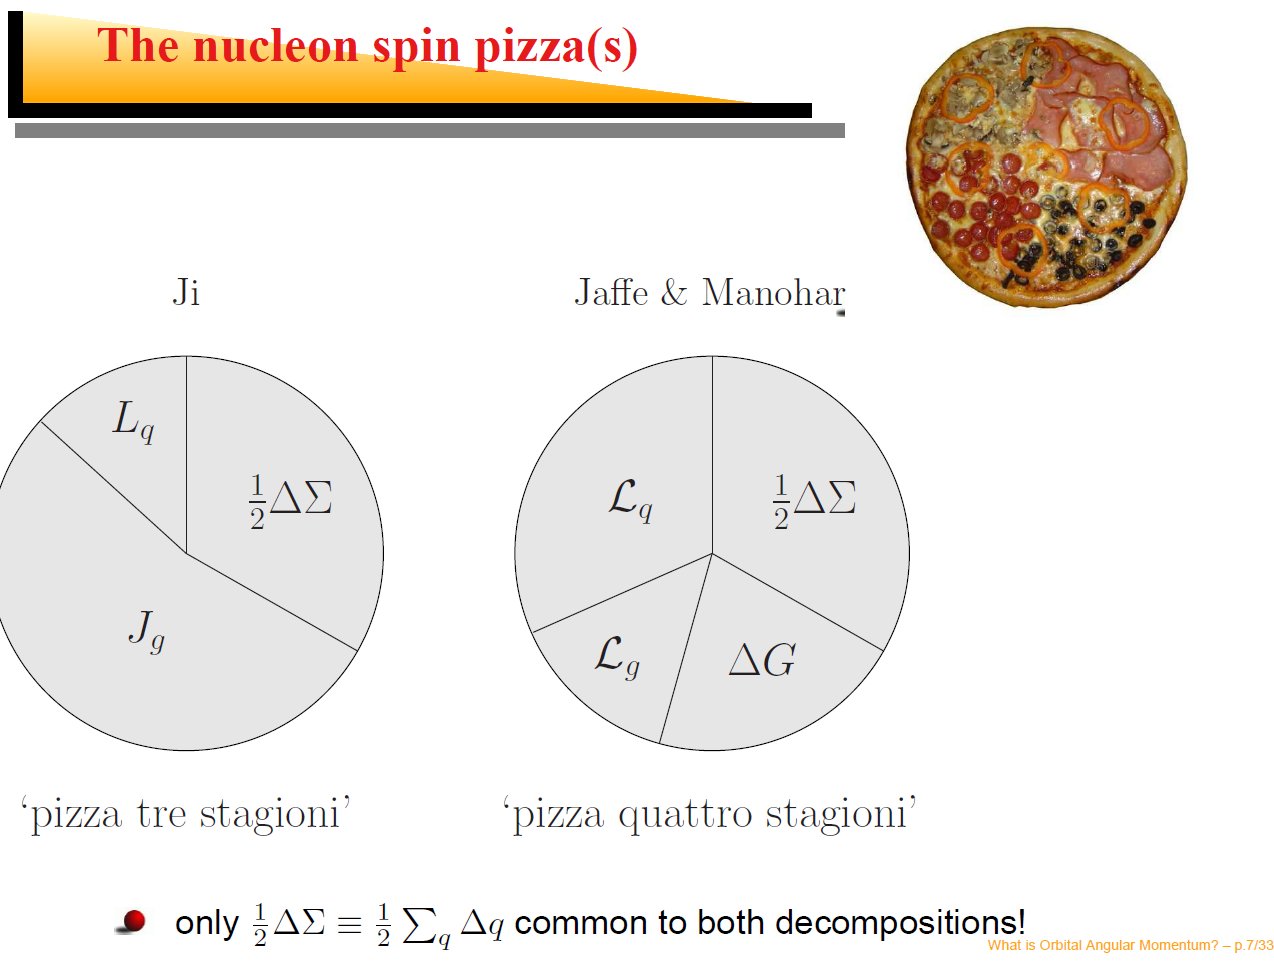 The nucleon spin pizza(s)
Ji
Jaffe & Manohar
L_q
½ΔΣ
J_g
ℒ_q
½ΔΣ
ℒ_g
ΔG
‘pizza tre stagioni’
‘pizza quattro stagioni’
only ½ΔΣ ≡ ½ ∑_q Δq common to both decompositions!
What is Orbital Angular Momentum? – p.7/33